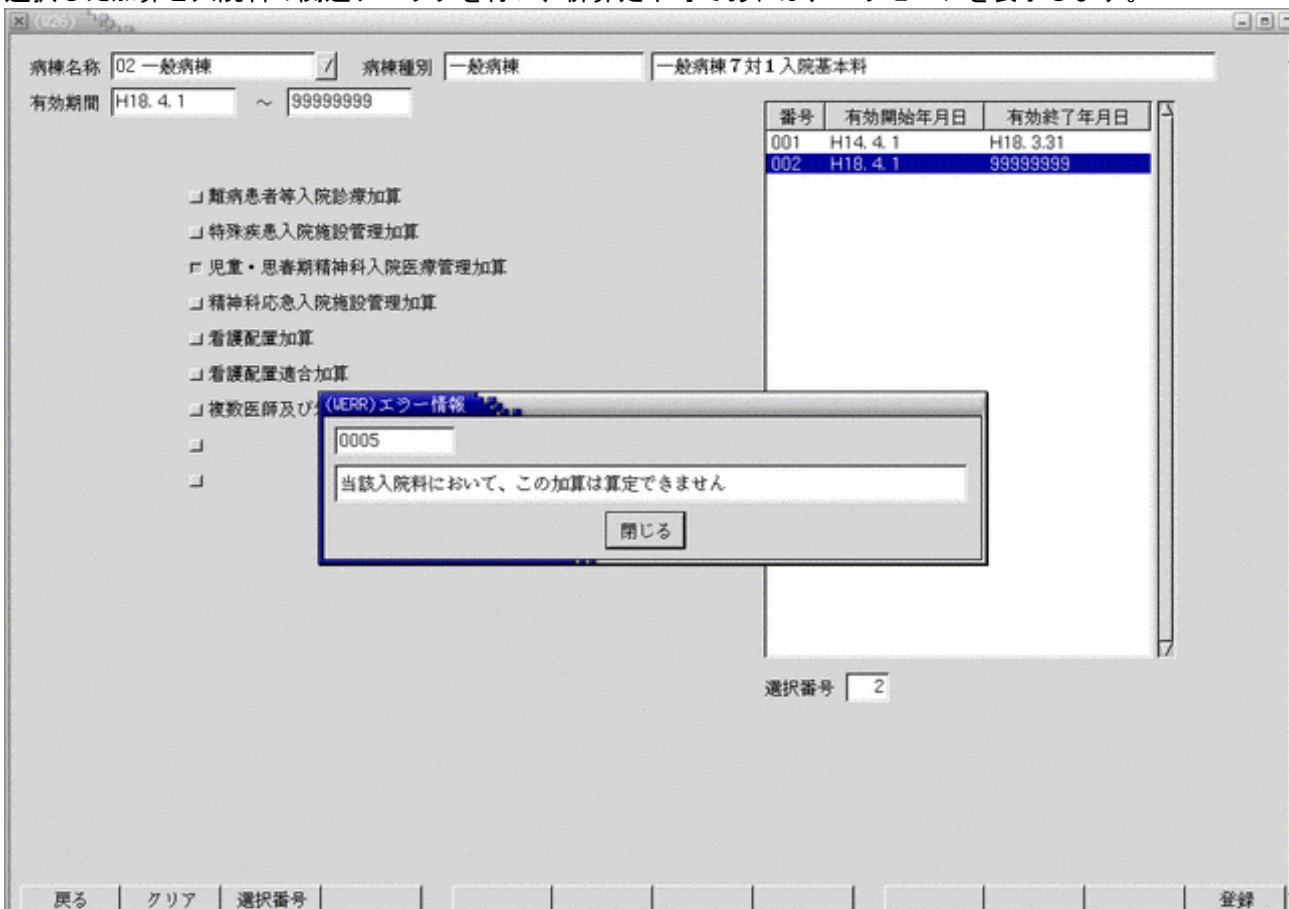 (U26)
病棟名称 02 一般病棟 病棟種別 一般病棟 一般病棟7対1入院基本料
有効期間 H18. 4. 1 ～ 99999999
番号 有効開始年月日 有効終了年月日
001 H14. 4. 1 H18. 3.31
002 H18. 4. 1 99999999
難病患者等入院診療加算
特殊疾患入院施設管理加算
児童・思春期精神科入院医療管理加算
精神科応急入院施設管理加算
看護配置加算
看護配置適合加算
複数医師及び
(WERR)エラー情報
0005
当該入院料において、この加算は算定できません
閉じる
選択番号 2
戻る クリア 選択番号 登録